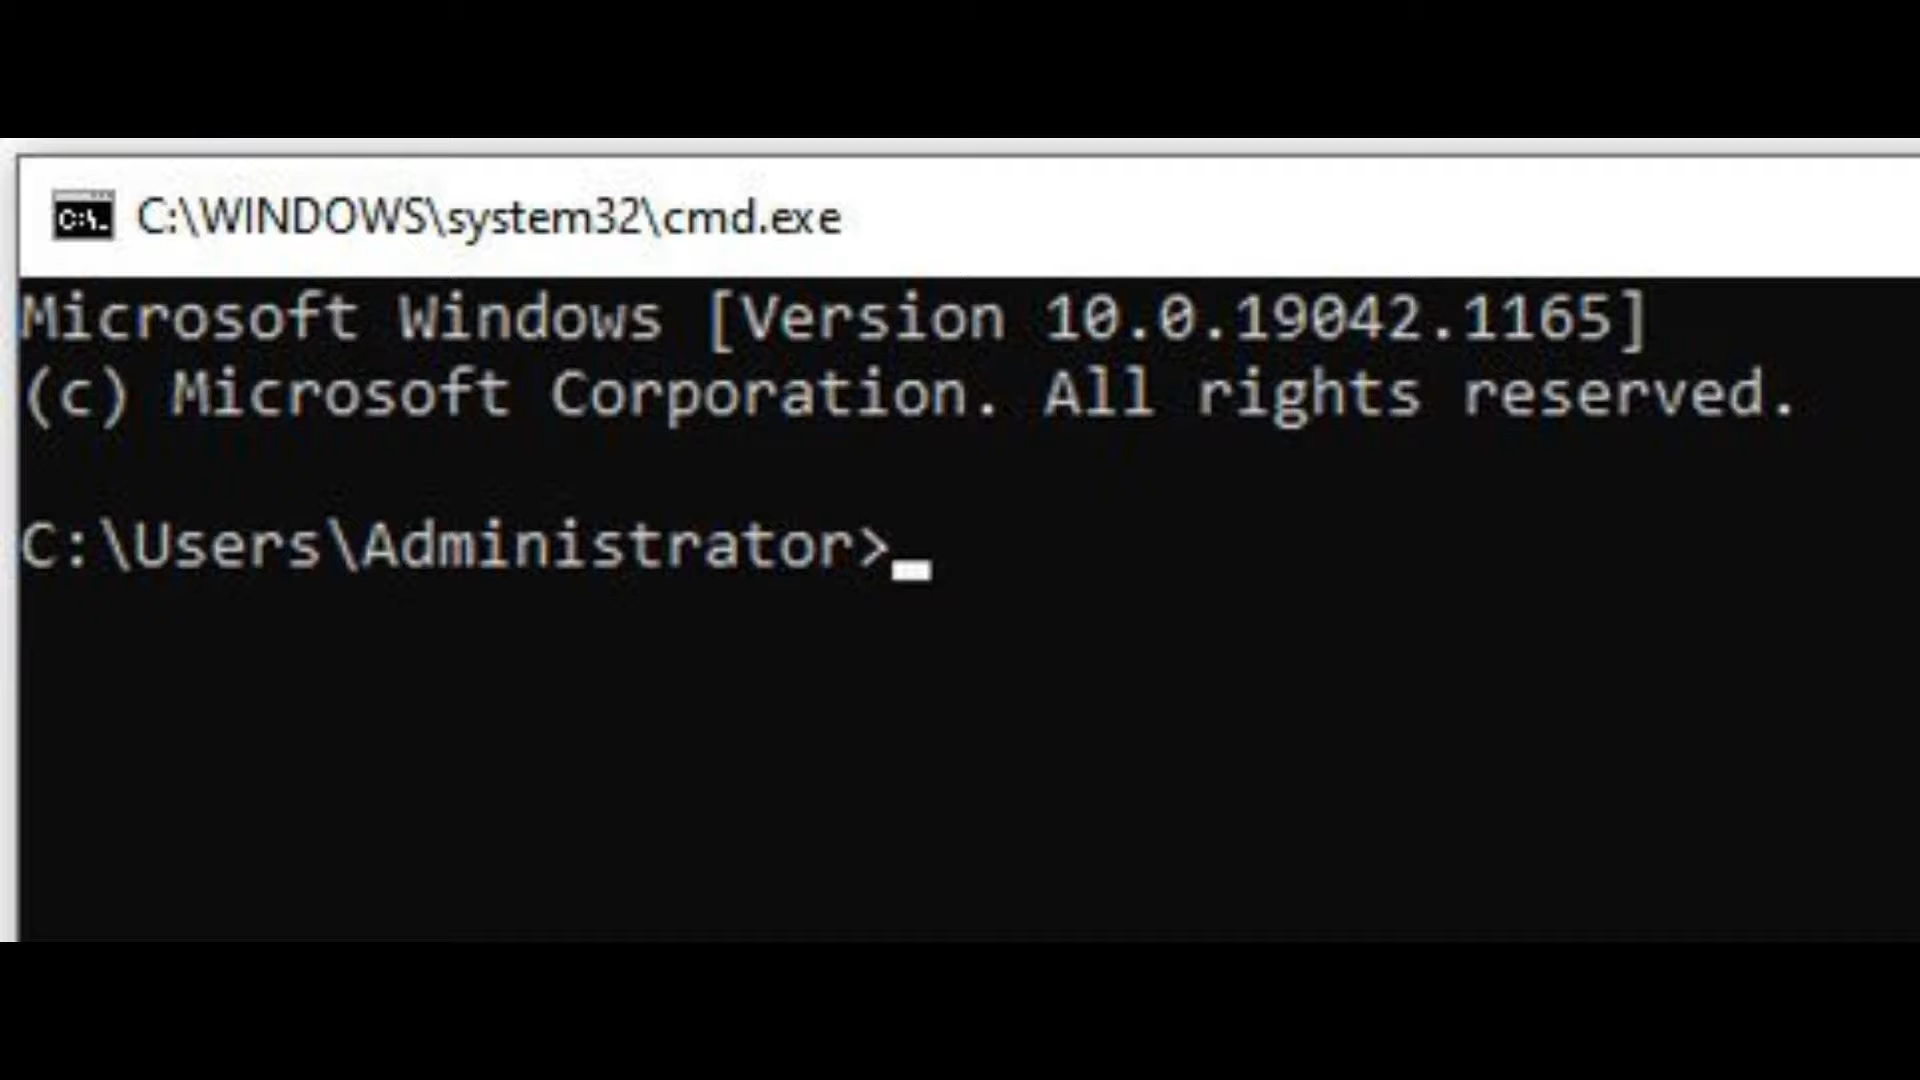 C:\WINDOWS\system32\cmd.exe
Microsoft Windows [Version 10.0.19042.1165]
(c) Microsoft Corporation. All rights reserved.
C:\Users\Administrator>